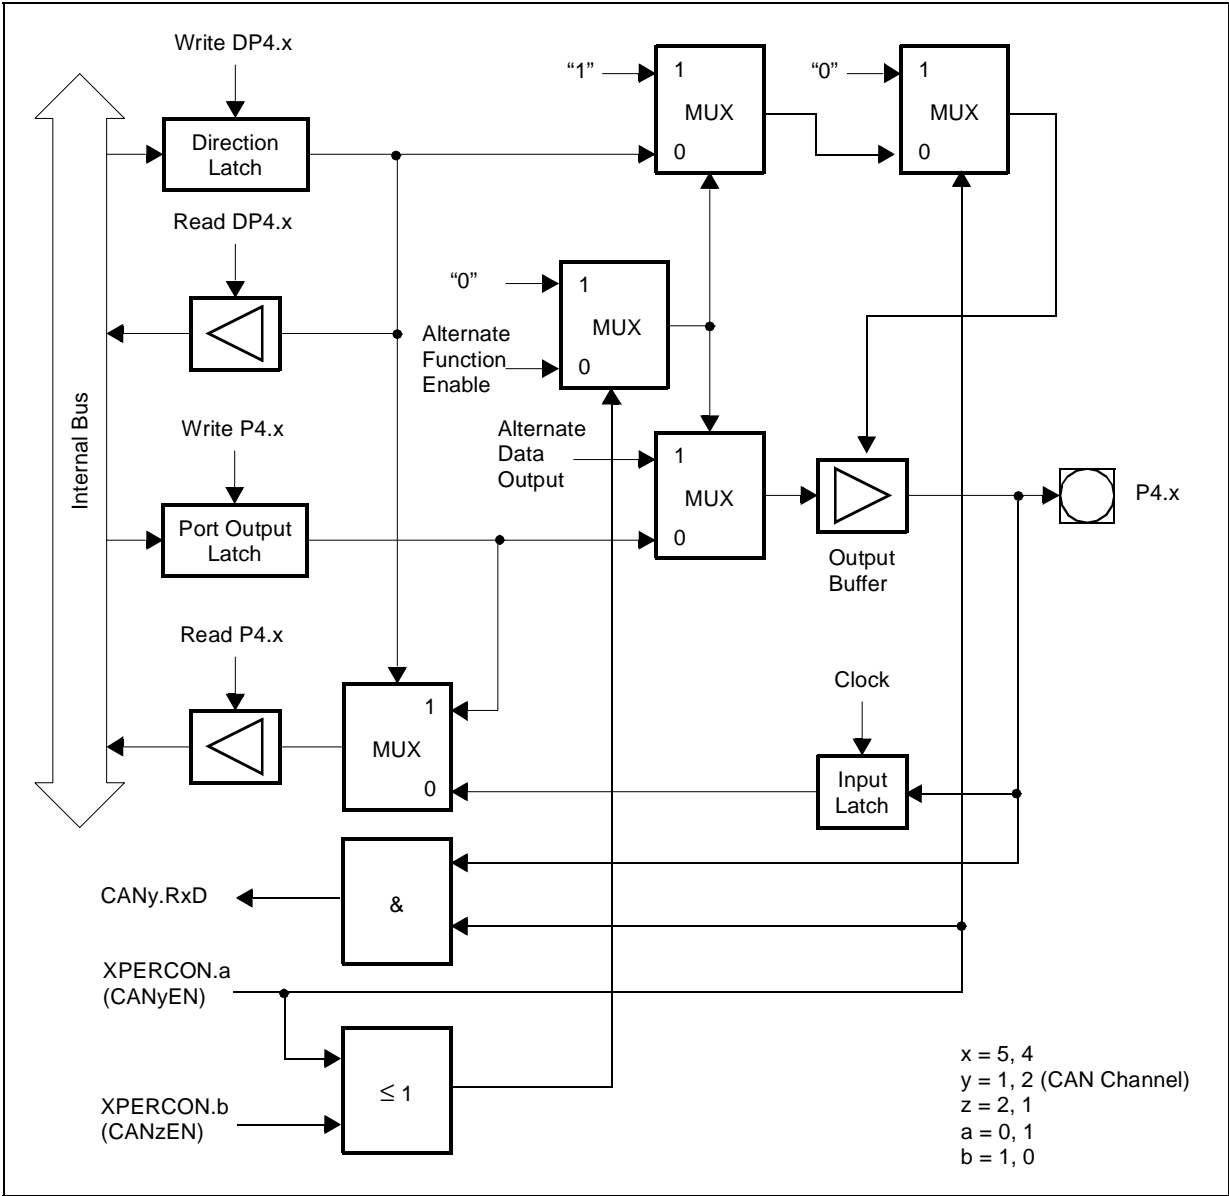 Write DP4.x
“1”
1
MUX
0
“0”
1
MUX
0
Direction
Latch
Read DP4.x
“0”
1
MUX
0
Alternate
Function
Enable
Internal Bus
Write P4.x
Alternate
Data
Output
1
MUX
0
P4.x
Port Output
Latch
Output
Buffer
Read P4.x
Clock
1
MUX
0
Input
Latch
CANy.RxD
&
XPERCON.a
(CANyEN)
≤ 1
XPERCON.b
(CANzEN)
x = 5, 4
y = 1, 2 (CAN Channel)
z = 2, 1
a = 0, 1
b = 1, 0